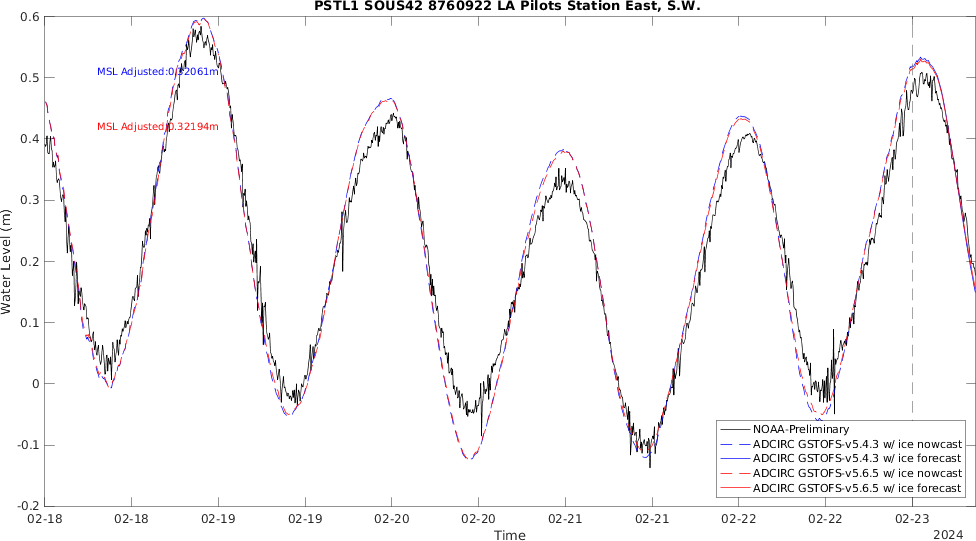 PSTL1 SOUS42 8760922 LA Pilots Station East, S.W.
0.6
0.5
0.4
0.3
0.2
0.1
0
-0.1
-0.2
Water Level (m)
MSL Adjusted:0.32061m
MSL Adjusted:0.32194m
NOAA-Preliminary
ADCIRC GSTOFS-v5.4.3 w/ ice nowcast
ADCIRC GSTOFS-v5.4.3 w/ ice forecast
ADCIRC GSTOFS-v5.6.5 w/ ice nowcast
ADCIRC GSTOFS-v5.6.5 w/ ice forecast
02-18 02-18 02-19 02-19 02-20 02-20 02-21 02-21 02-22 02-22 02-23
Time
2024